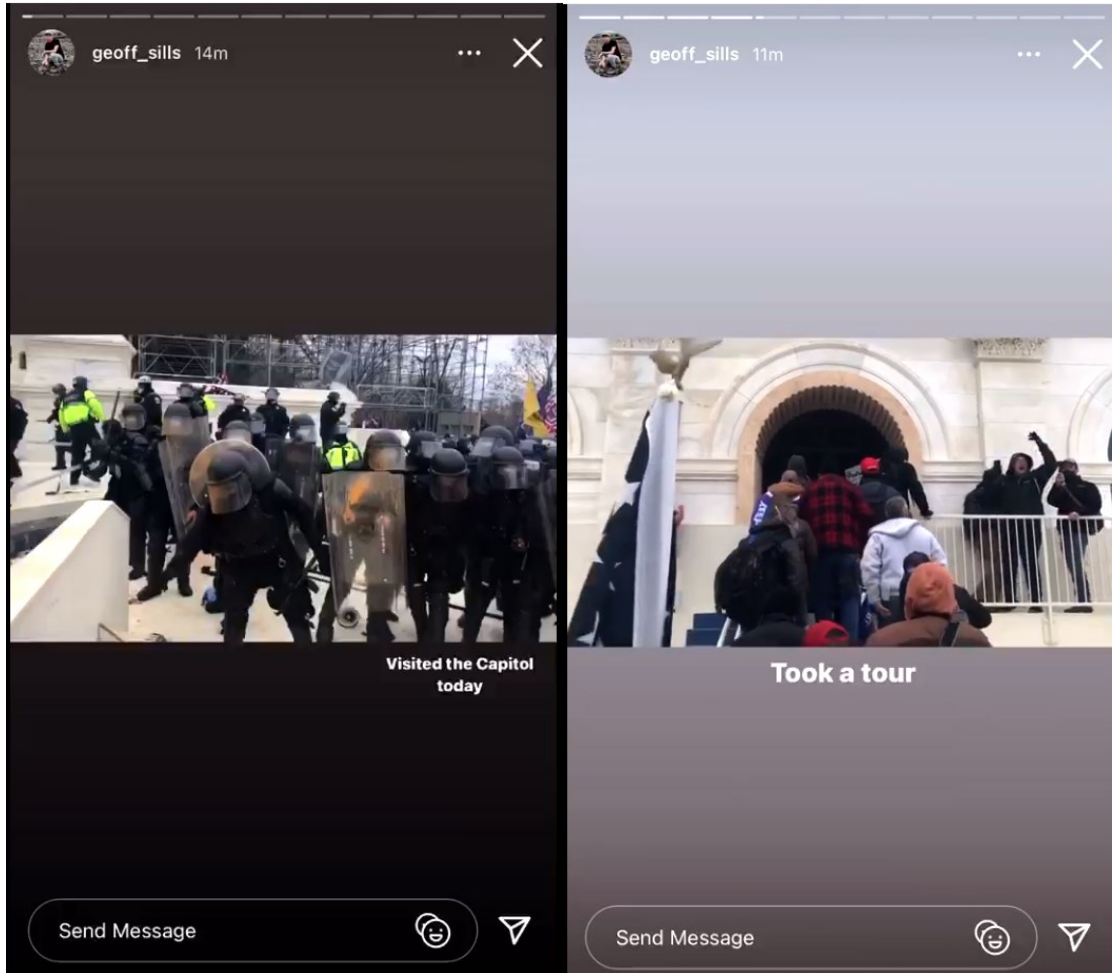 geoff_sills 14m
Visited the Capitol
today
Send Message
geoff_sills 11m
Took a tour
Send Message